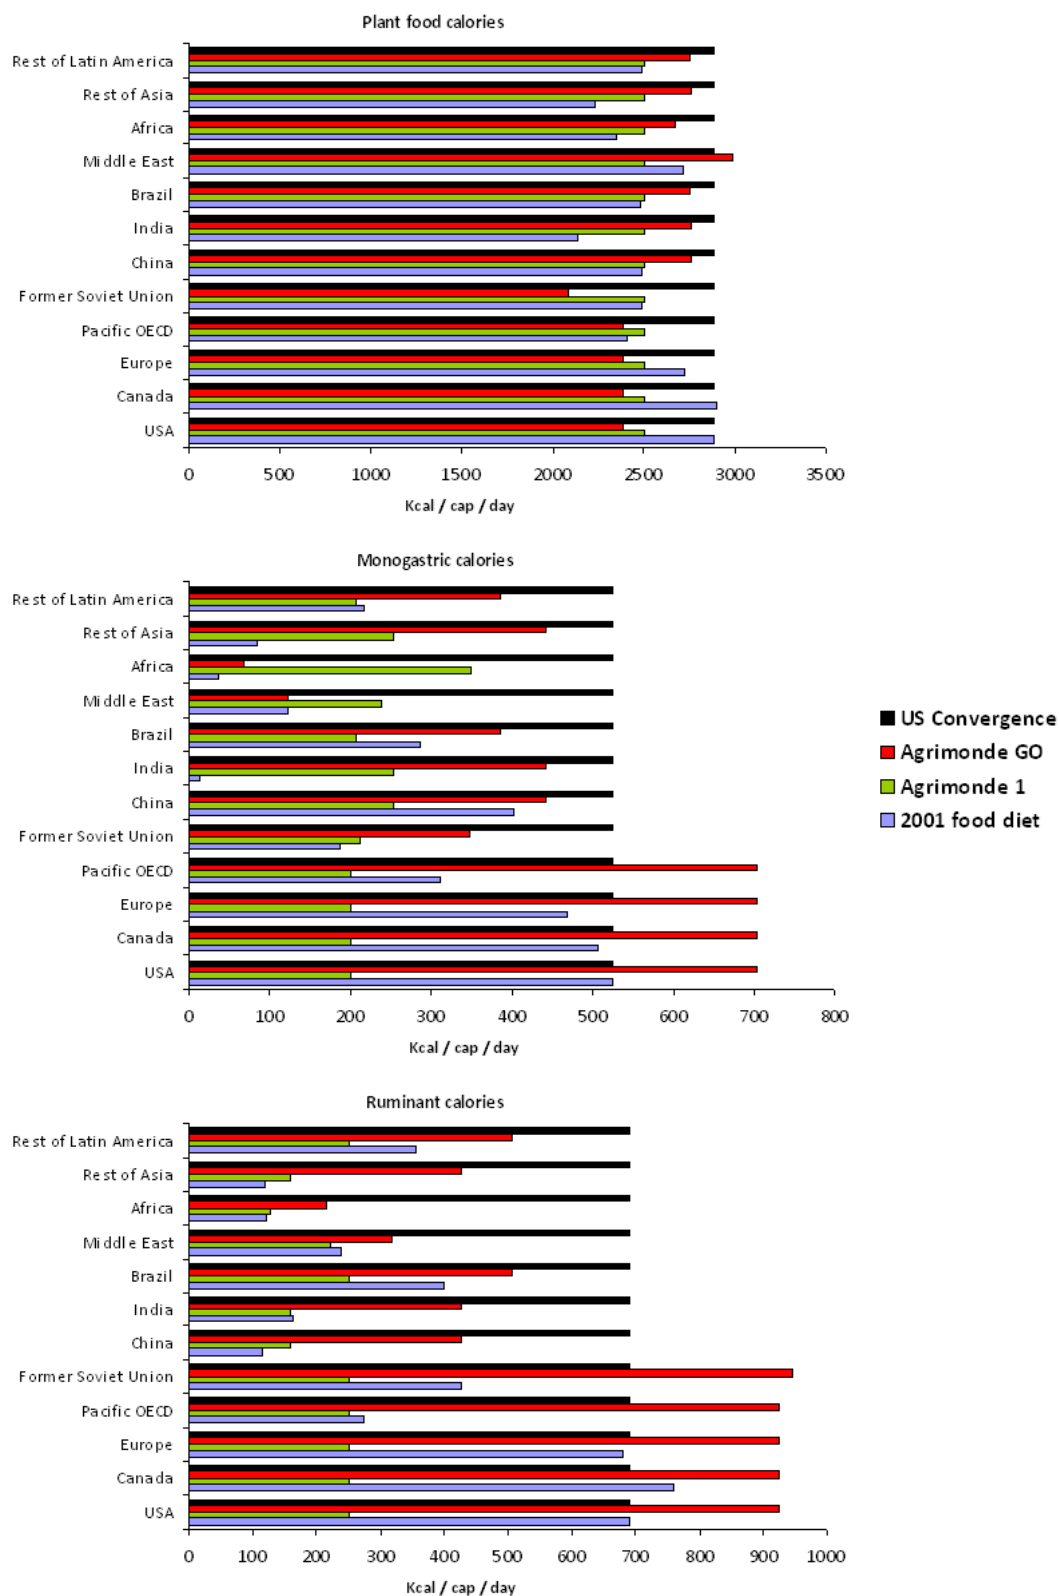 Plant food calories
Rest of Latin America
Rest of Asia
Africa
Middle East
Brazil
India
China
Former Soviet Union
Pacific OECD
Europe
Canada
USA
0 500 1000 1500 2000 2500 3000 3500
Kcal / cap / day
Monogastric calories
Rest of Latin America
Rest of Asia
Africa
Middle East
Brazil
India
China
Former Soviet Union
Pacific OECD
Europe
Canada
USA
0 100 200 300 400 500 600 700 800
Kcal / cap / day
US Convergence
Agrimonde GO
Agrimonde 1
2001 food diet
Ruminant calories
Rest of Latin America
Rest of Asia
Africa
Middle East
Brazil
India
China
Former Soviet Union
Pacific OECD
Europe
Canada
USA
0 100 200 300 400 500 600 700 800 900 1000
Kcal / cap / day